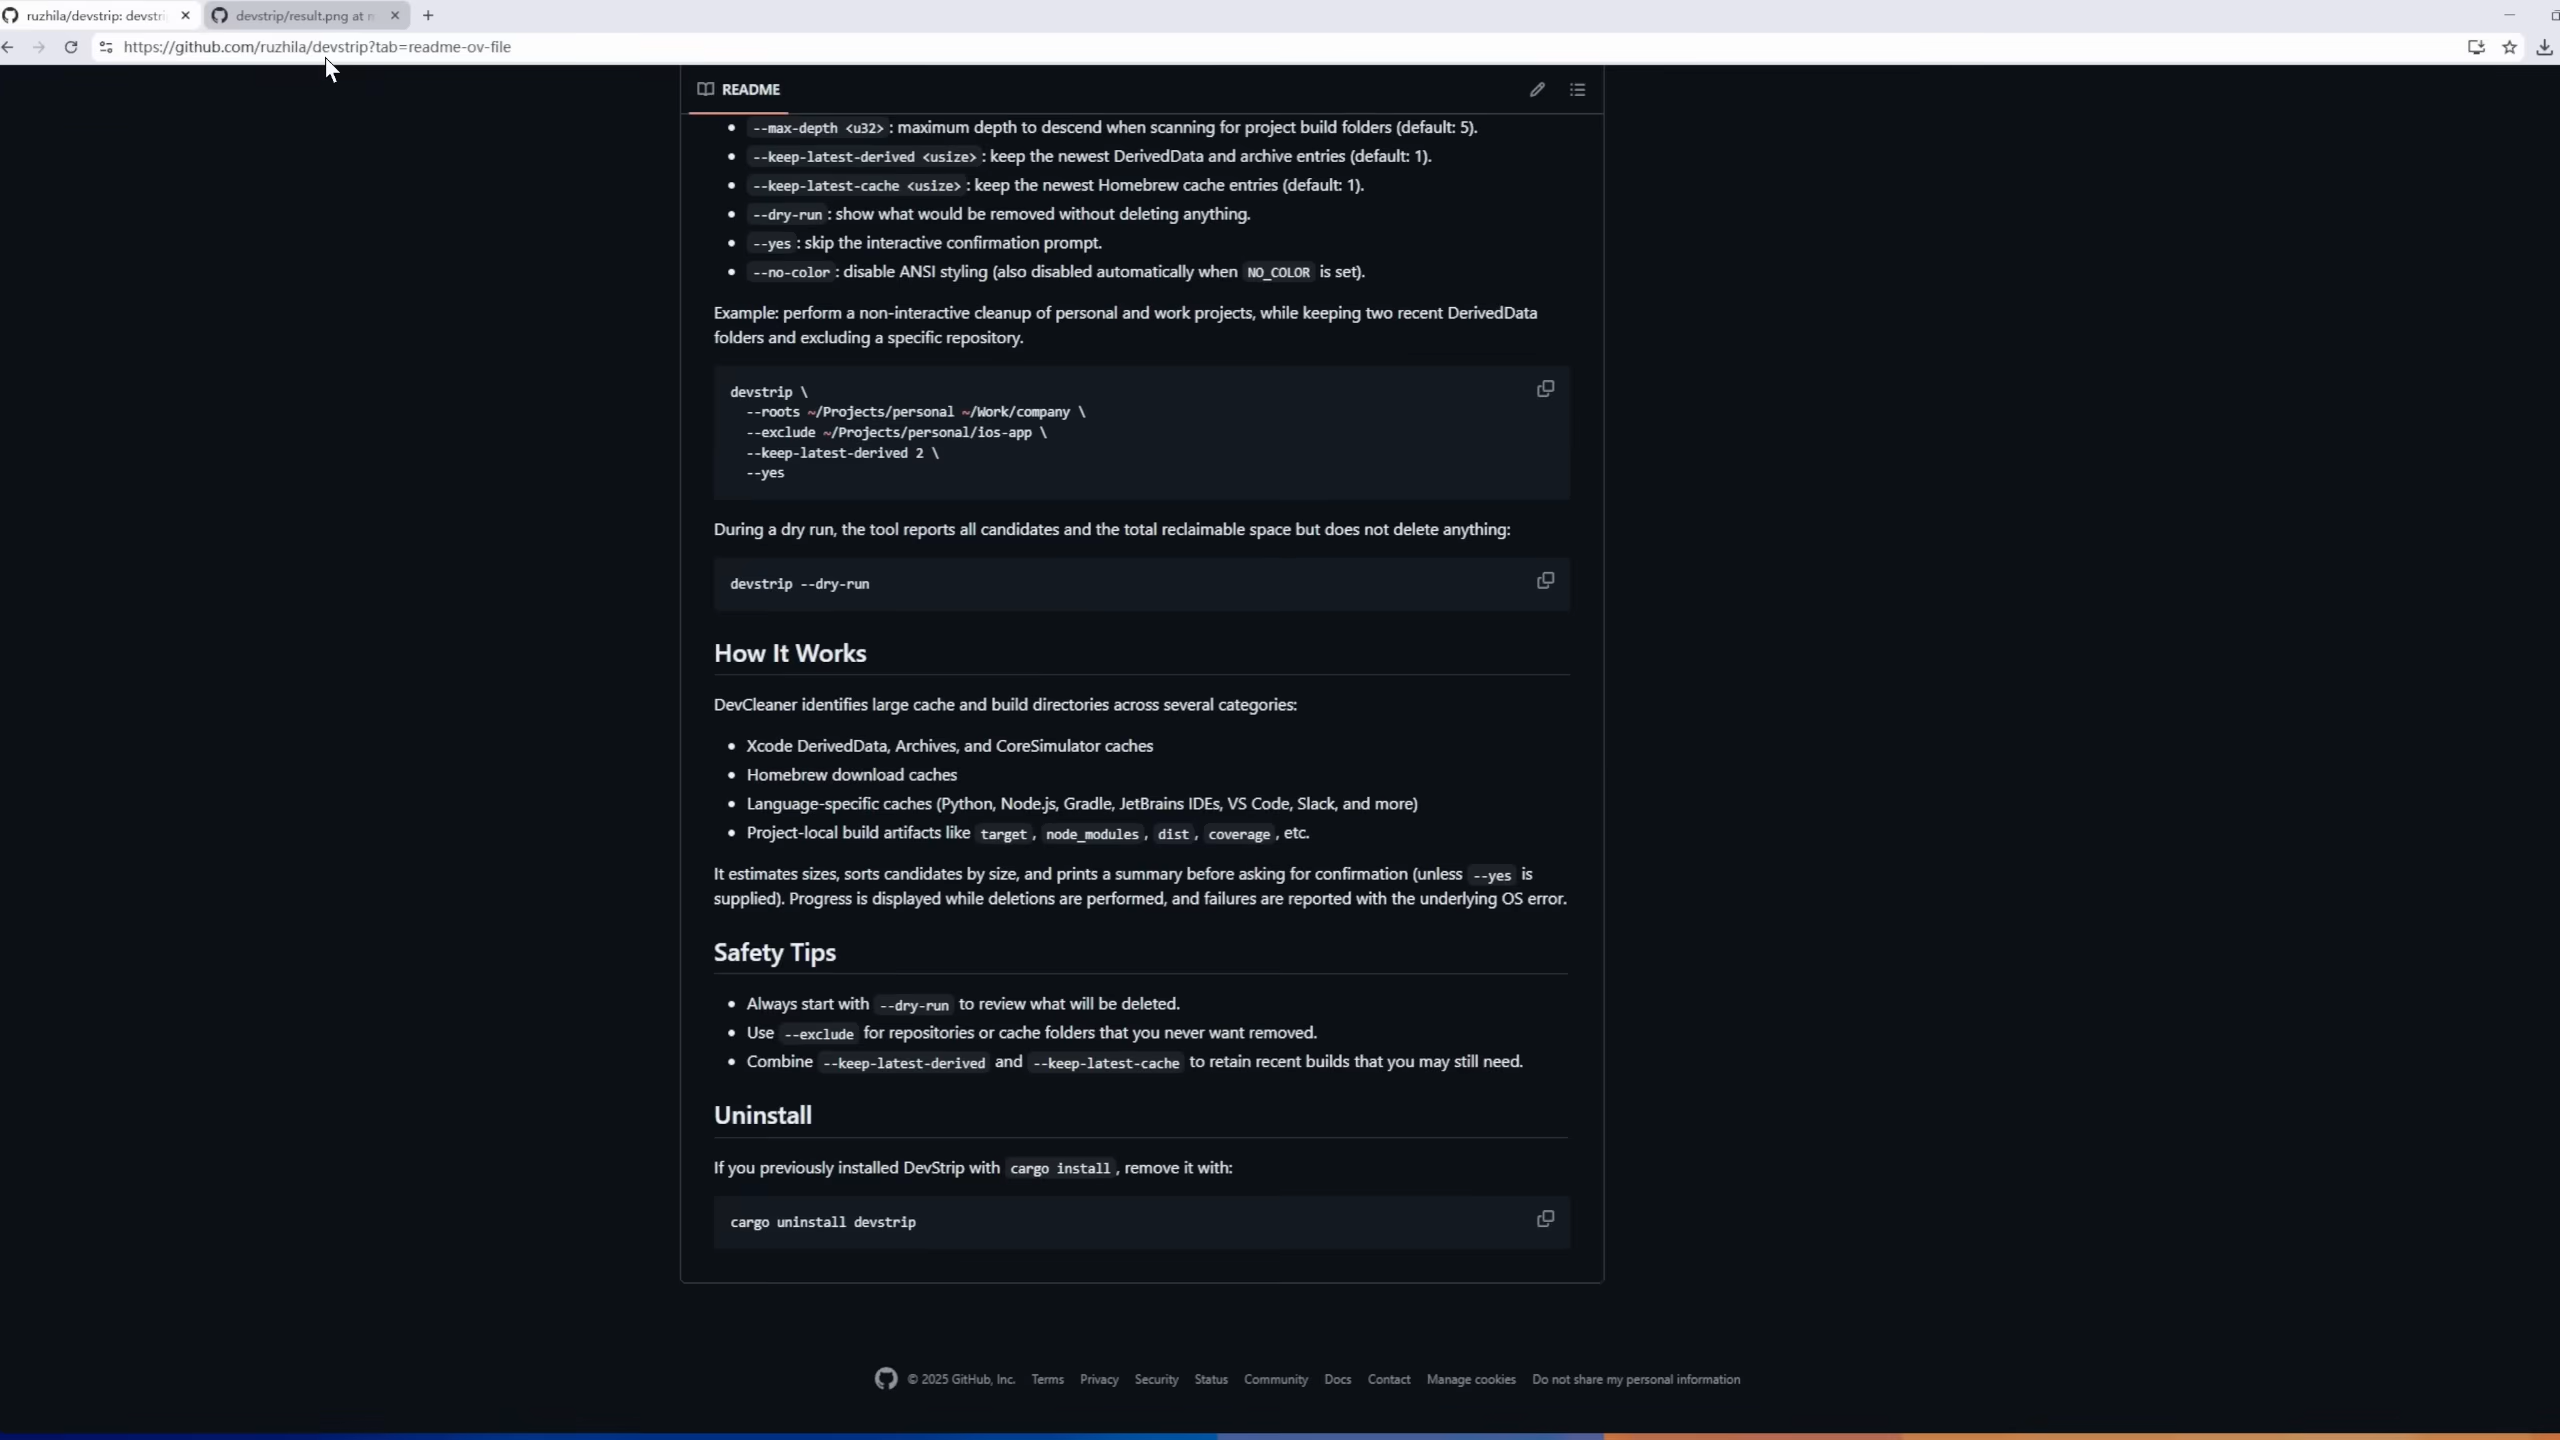 ruzhila/devstrip: devstri
devstrip/result.png at m
https://github.com/ruzhila/devstrip?tab=readme-ov-file
README
--max-depth <u32> : maximum depth to descend when scanning for project build folders (default: 5).
--keep-latest-derived <usize> : keep the newest DerivedData and archive entries (default: 1).
--keep-latest-cache <usize> : keep the newest Homebrew cache entries (default: 1).
--dry-run : show what would be removed without deleting anything.
--yes : skip the interactive confirmation prompt.
--no-color : disable ANSI styling (also disabled automatically when NO_COLOR is set).
Example: perform a non-interactive cleanup of personal and work projects, while keeping two recent DerivedData
folders and excluding a specific repository.
devstrip \
--roots ~/Projects/personal ~/Work/company \
--exclude ~/Projects/personal/ios-app \
--keep-latest-derived 2 \
--yes
During a dry run, the tool reports all candidates and the total reclaimable space but does not delete anything:
devstrip --dry-run
How It Works
DevCleaner identifies large cache and build directories across several categories:
Xcode DerivedData, Archives, and CoreSimulator caches
Homebrew download caches
Language-specific caches (Python, Node.js, Gradle, JetBrains IDEs, VS Code, Slack, and more)
Project-local build artifacts like target, node_modules, dist, coverage, etc.
It estimates sizes, sorts candidates by size, and prints a summary before asking for confirmation (unless --yes is
supplied). Progress is displayed while deletions are performed, and failures are reported with the underlying OS error.
Safety Tips
Always start with --dry-run to review what will be deleted.
Use --exclude for repositories or cache folders that you never want removed.
Combine --keep-latest-derived and --keep-latest-cache to retain recent builds that you may still need.
Uninstall
If you previously installed DevStrip with cargo install, remove it with:
cargo uninstall devstrip
© 2025 GitHub, Inc. Terms Privacy Security Status Community Docs Contact Manage cookies Do not share my personal information